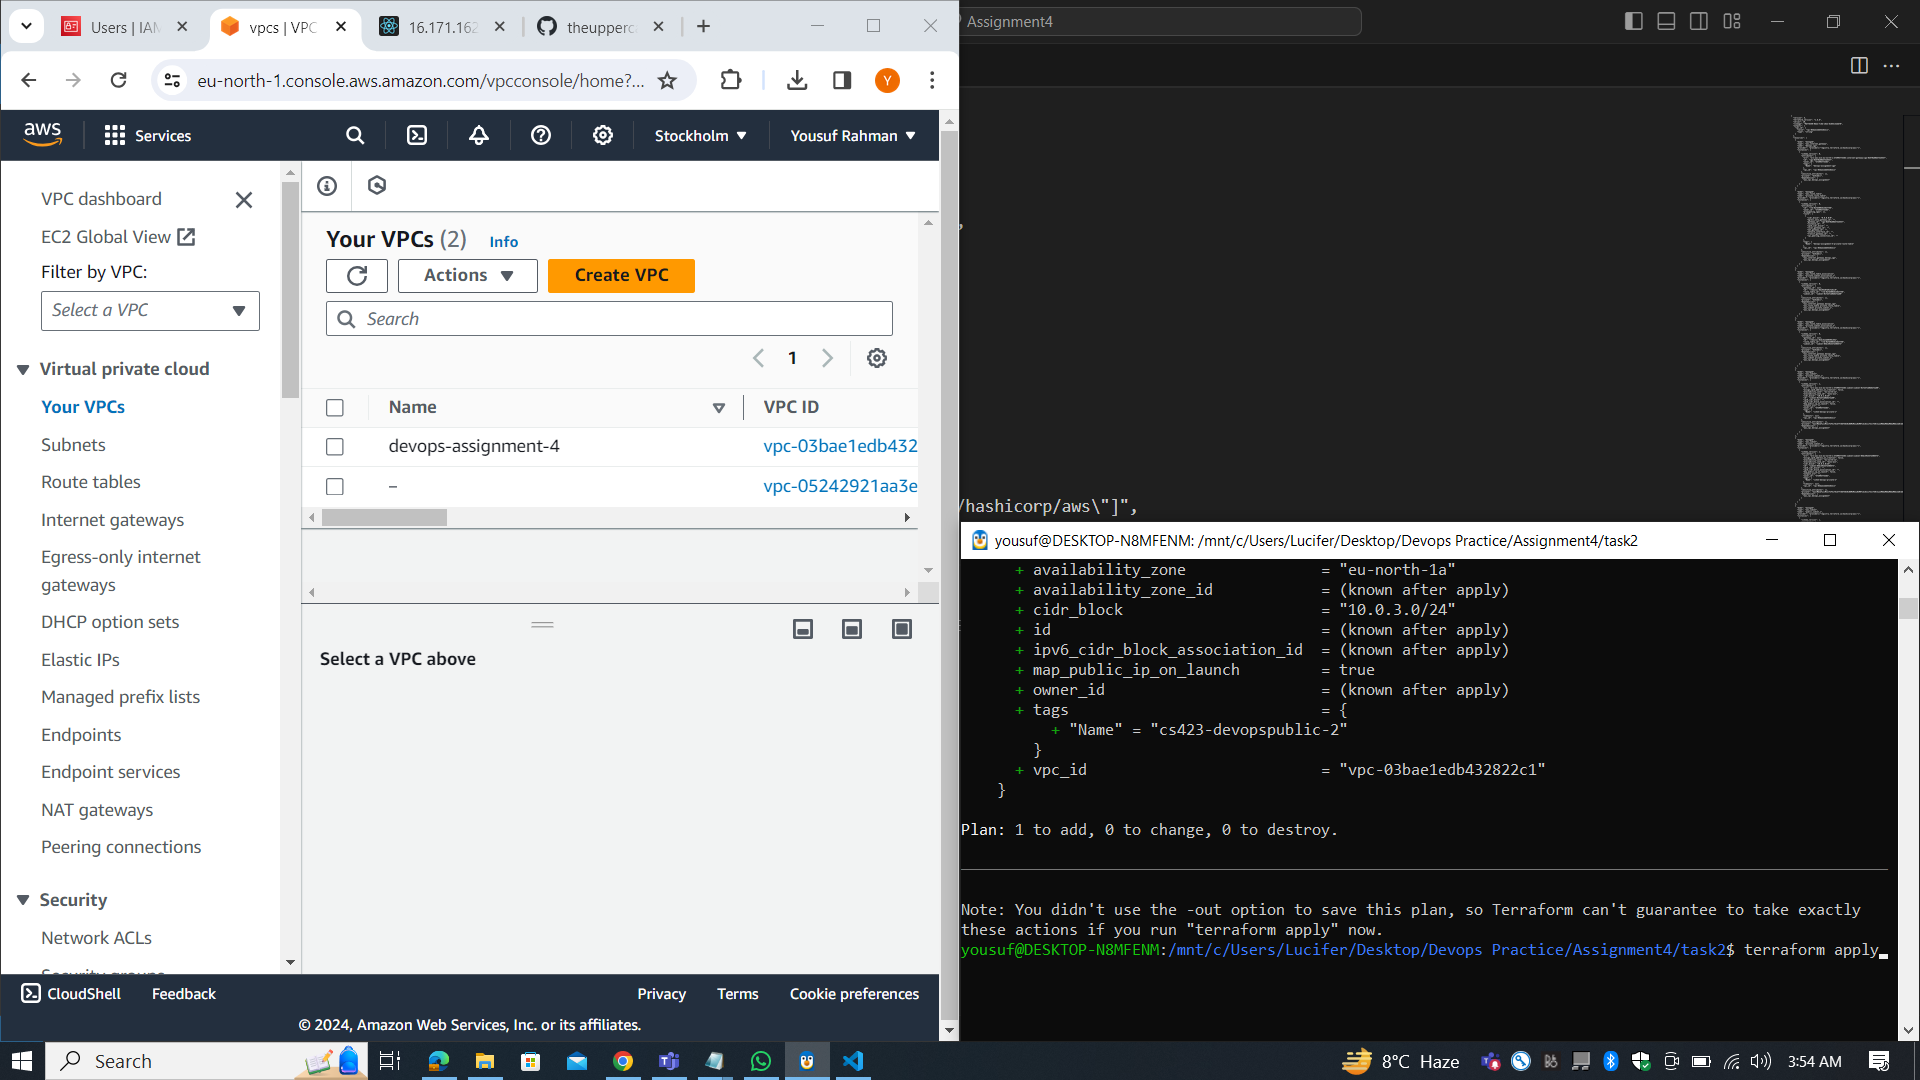 Users | IAM
vpcs | VPC
16.171.162
theupperca
Assignment4
eu-north-1.console.aws.amazon.com/vpcconsole/home?...
Y
aws
Services
Stockholm
Yousuf Rahman
VPC dashboard
EC2 Global View
Filter by VPC:
Select a VPC
Virtual private cloud
Your VPCs
Subnets
Route tables
Internet gateways
Egress-only internet
gateways
DHCP option sets
Elastic IPs
Managed prefix lists
Endpoints
Endpoint services
NAT gateways
Peering connections
Security
Network ACLs
Security groups
Your VPCs (2) Info
Actions
Create VPC
Search
1
Name VPC ID
devops-assignment-4 vpc-03bae1edb432
– vpc-05242921aa3e
Select a VPC above
CloudShell Feedback Privacy Terms Cookie preferences
© 2024, Amazon Web Services, Inc. or its affiliates.
,
/hashicorp/aws\"]",
yousuf@DESKTOP-N8MFENM: /mnt/c/Users/Lucifer/Desktop/Devops Practice/Assignment4/task2
+ availability_zone = "eu-north-1a"
+ availability_zone_id = (known after apply)
+ cidr_block = "10.0.3.0/24"
+ id = (known after apply)
+ ipv6_cidr_block_association_id = (known after apply)
+ map_public_ip_on_launch = true
+ owner_id = (known after apply)
+ tags = {
+ "Name" = "cs423-devopspublic-2"
}
+ vpc_id = "vpc-03bae1edb432822c1"
}
Plan: 1 to add, 0 to change, 0 to destroy.
Note: You didn't use the -out option to save this plan, so Terraform can't guarantee to take exactly
these actions if you run "terraform apply" now.
yousuf@DESKTOP-N8MFENM:/mnt/c/Users/Lucifer/Desktop/Devops Practice/Assignment4/task2$ terraform apply
Search
8°C Haze
3:54 AM